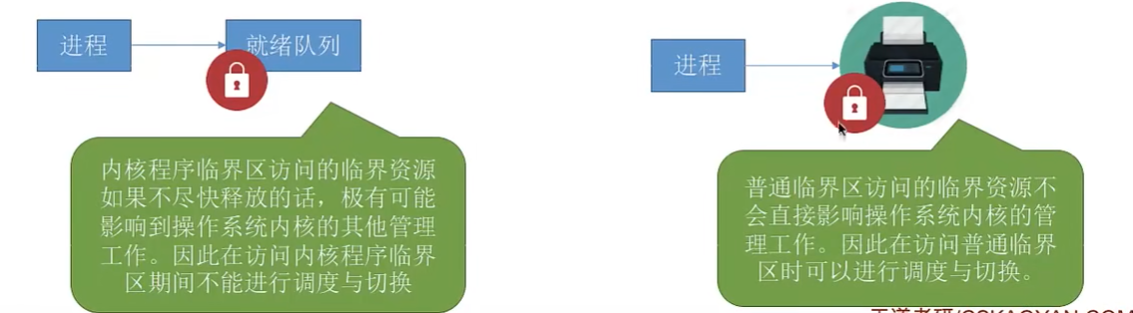 进程
就绪队列
内核程序临界区访问的临界资源
如果不尽快释放的话，极有可能
影响到操作系统内核的其他管理
工作。因此在访问内核程序临界
区期间不能进行调度与切换
进程
普通临界区访问的临界资源不
会直接影响操作系统内核的管
理工作。因此在访问普通临界
区时可以进行调度与切换。